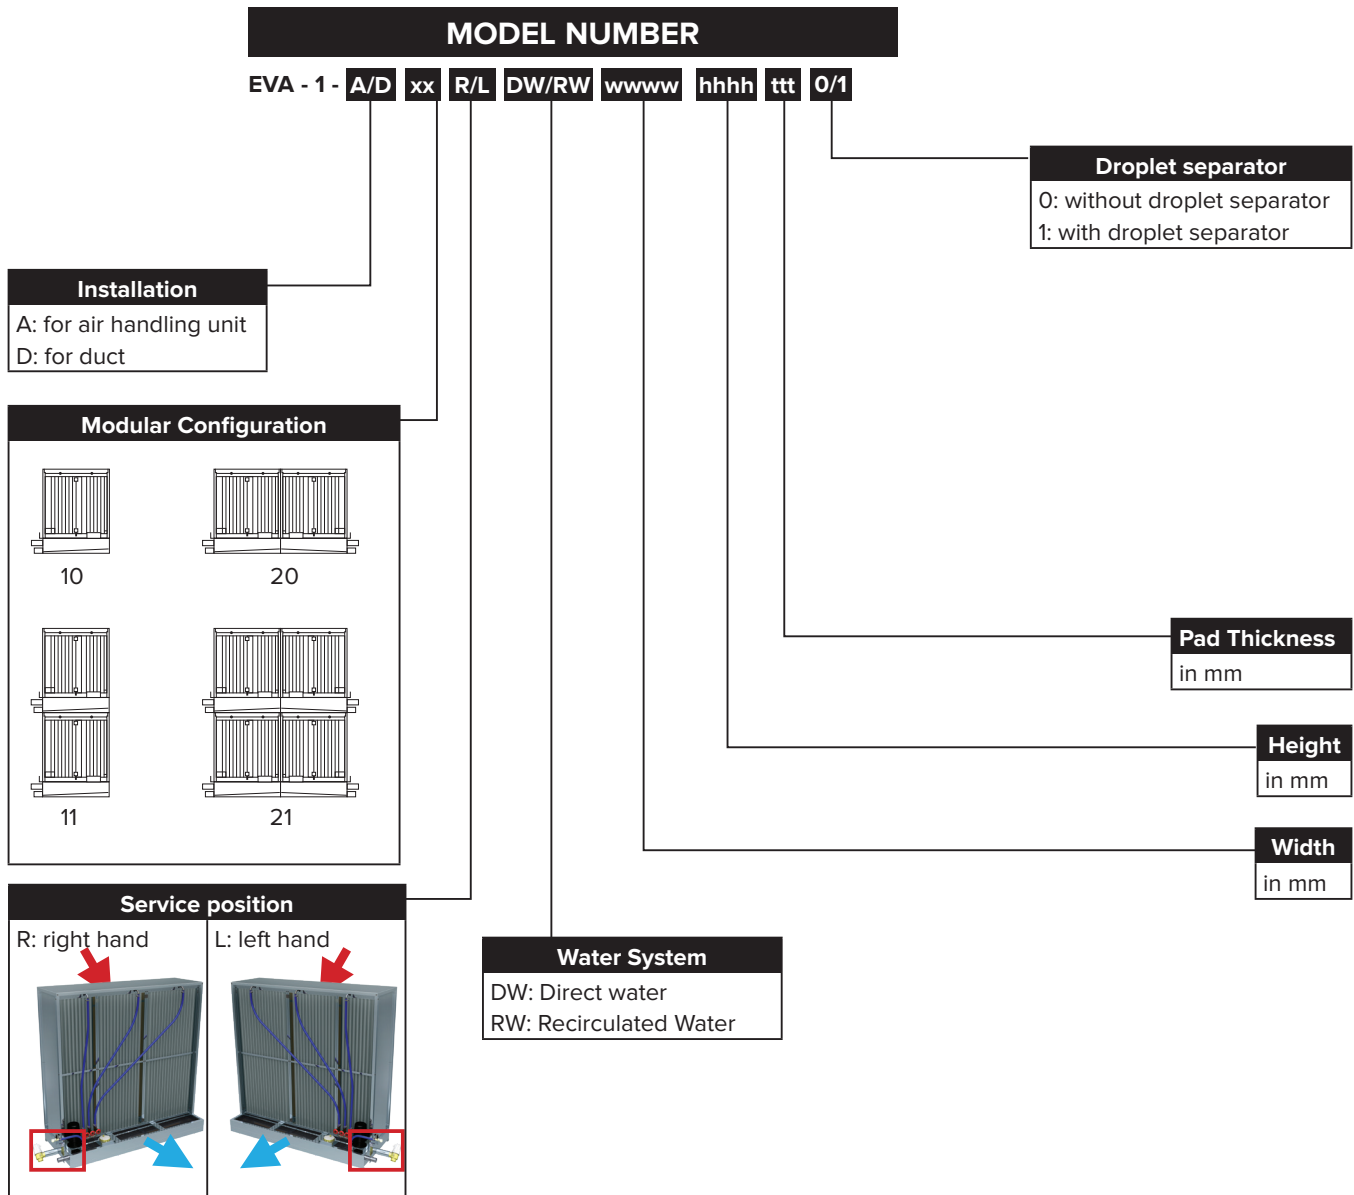 MODEL NUMBER
EVA - 1 - A/D xx R/L DW/RW wwww hhhh ttt 0/1
Droplet separator
0: without droplet separator
1: with droplet separator
Installation
A: for air handling unit
D: for duct
Modular Configuration
10 20
11 21
Pad Thickness
in mm
Height
in mm
Width
in mm
Service position
R: right hand L: left hand
Water System
DW: Direct water
RW: Recirculated Water